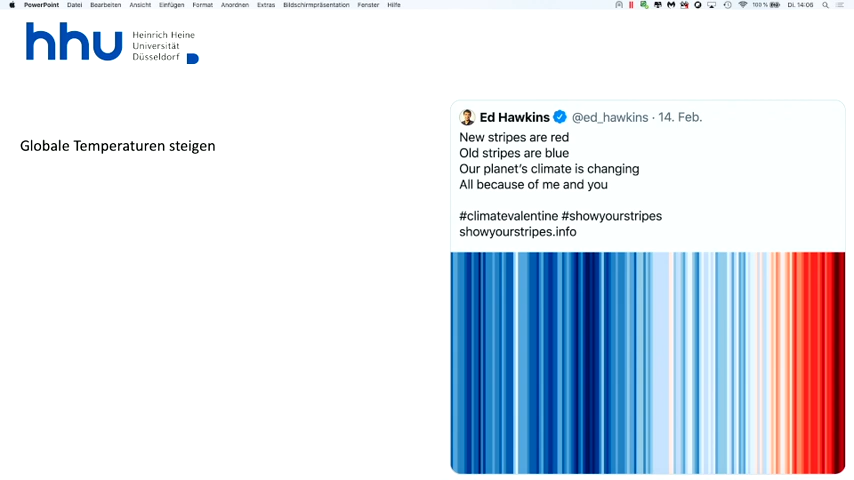 PowerPoint Datei Bearbeiten Ansicht Einfügen Format Anordnen Extras Bildschirmpräsentation Fenster Hilfe
100 % Di. 14:06
hhu Heinrich Heine
Universität
Düsseldorf
Globale Temperaturen steigen
Ed Hawkins @ed_hawkins · 14. Feb.
New stripes are red
Old stripes are blue
Our planet's climate is changing
All because of me and you
#climatevalentine #showyourstripes
showyourstripes.info